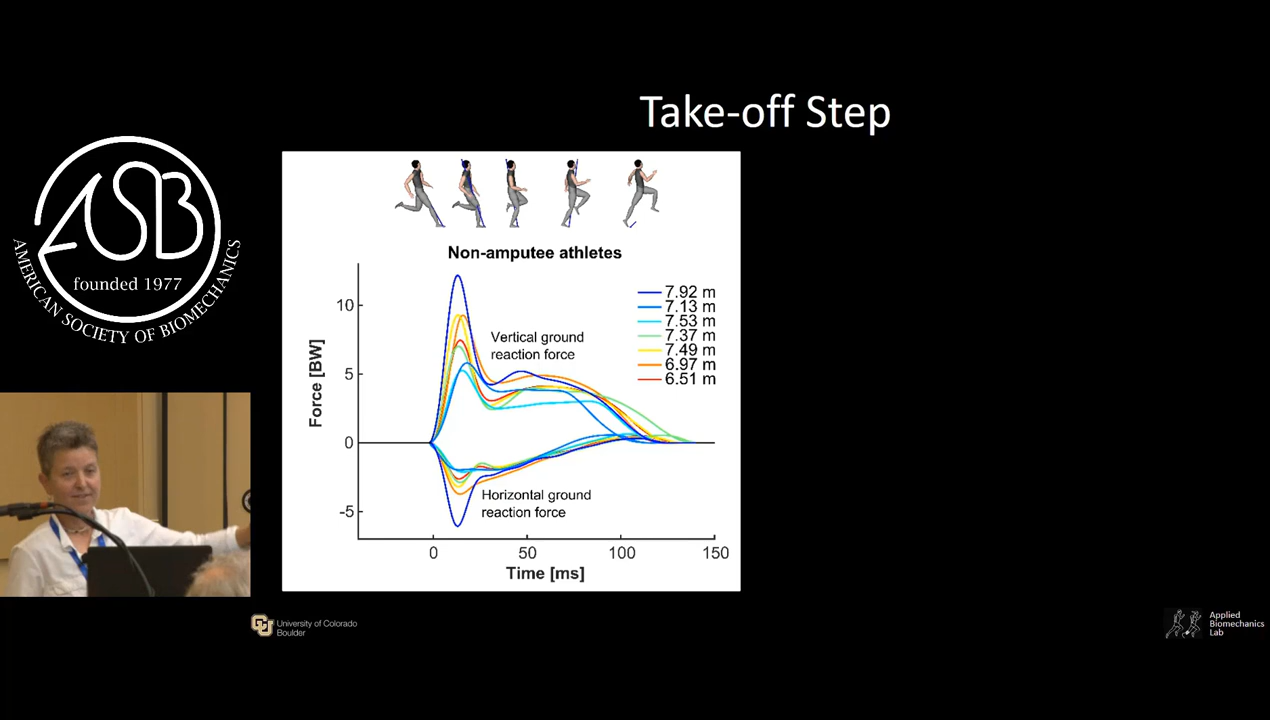 Take-off Step
ASB
founded 1977
AMERICAN SOCIETY OF BIOMECHANICS
Non-amputee athletes
Force [BW]
10
5
0
-5
Vertical ground
reaction force
7.92 m
7.13 m
7.53 m
7.37 m
7.49 m
6.97 m
6.51 m
Horizontal ground
reaction force
0 50 100 150
Time [ms]
CU
University of Colorado
Boulder
Applied
Biomechanics
Lab